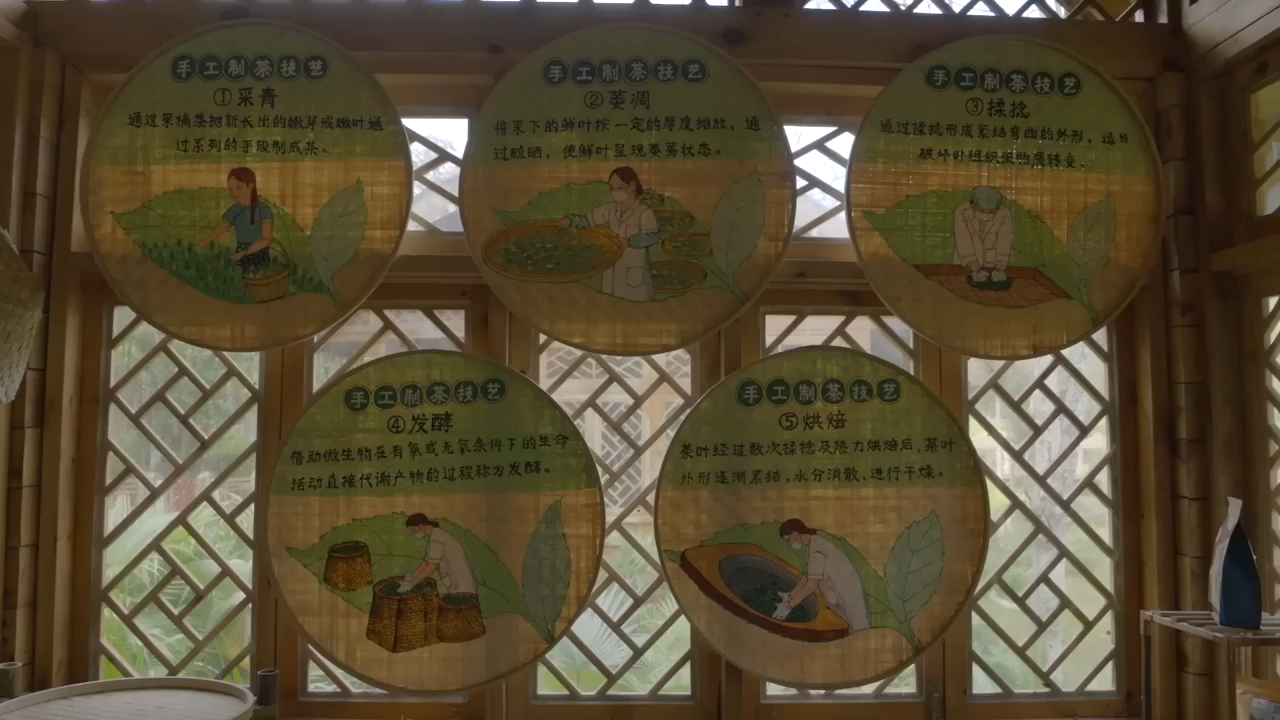 手工制茶技艺
①采青
通过采摘茶树新长出的嫩芽或嫩叶通
过系列的手段制成茶。
手工制茶技艺
②萎凋
将采下的鲜叶按一定的厚度摊放，通
过晾晒，使鲜叶呈现萎蔫状态。
手工制茶技艺
③揉捻
通过揉捻形成紧结弯曲的外形，适当
破坏叶组织促物质转变。
手工制茶技艺
④发酵
借助微生物在有氧或无氧条件下的生命
活动直接代谢产物的过程称为发酵。
手工制茶技艺
⑤烘焙
茶叶经过数次揉捻及热力烘焙后，茶叶
外形逐渐紧结，水分消散，进行干燥。